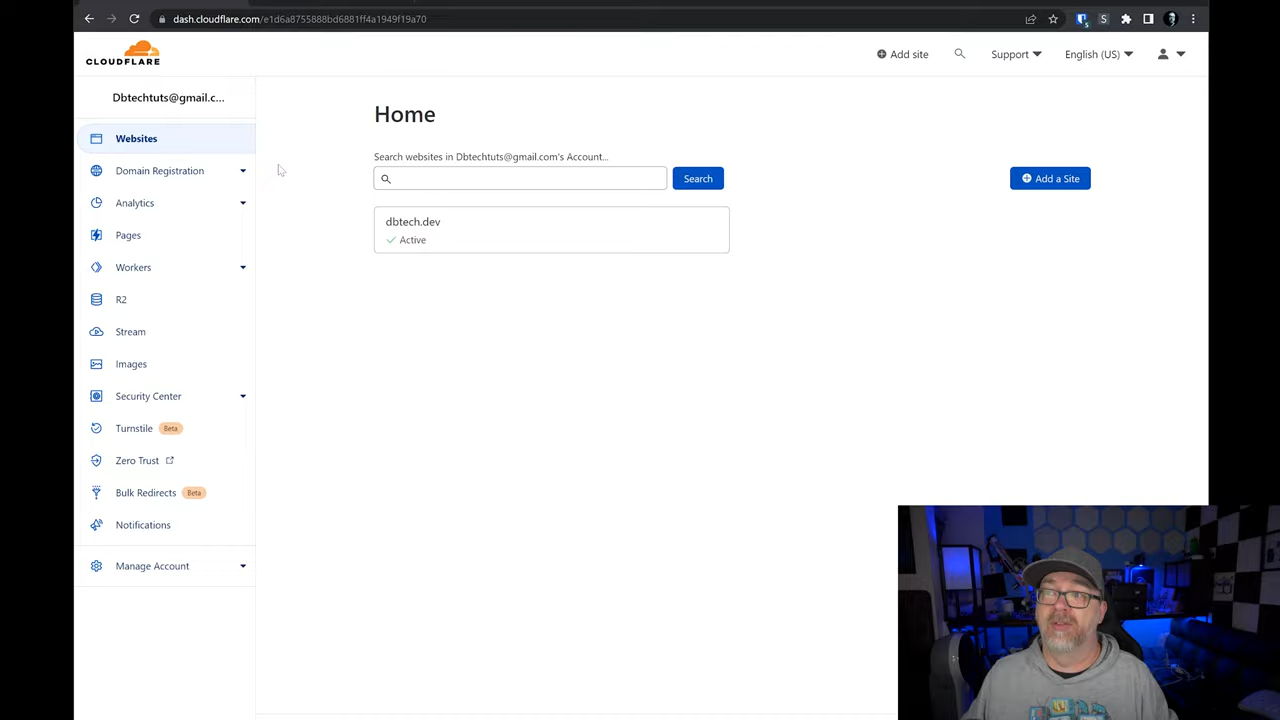 dash.cloudflare.com/e1d6a8755888bd6881ff4a1949f19a70
S
CLOUDFLARE
Add site
Support
English (US)
Dbtechtuts@gmail.c...
Websites
Domain Registration
Analytics
Pages
Workers
R2
Stream
Images
Security Center
Turnstile Beta
Zero Trust
Bulk Redirects Beta
Notifications
Manage Account
Home
Search websites in Dbtechtuts@gmail.com's Account...
Search
Add a Site
dbtech.dev
Active